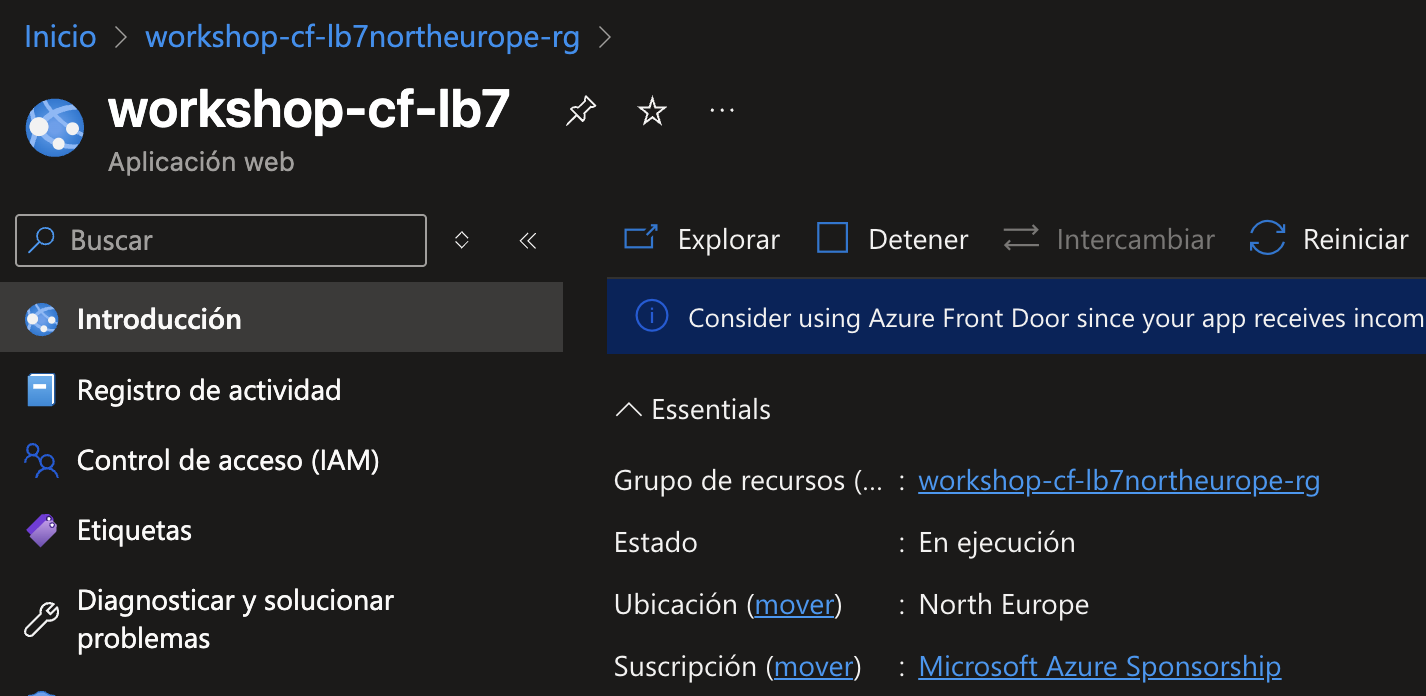 Inicio > workshop-cf-lb7northeurope-rg >
workshop-cf-lb7
Aplicación web
Buscar
Introducción
Registro de actividad
Control de acceso (IAM)
Etiquetas
Diagnosticar y solucionar
problemas
Explorar Detener Intercambiar Reiniciar
Consider using Azure Front Door since your app receives incom
Essentials
Grupo de recursos (... : workshop-cf-lb7northeurope-rg
Estado : En ejecución
Ubicación (mover) : North Europe
Suscripción (mover) : Microsoft Azure Sponsorship